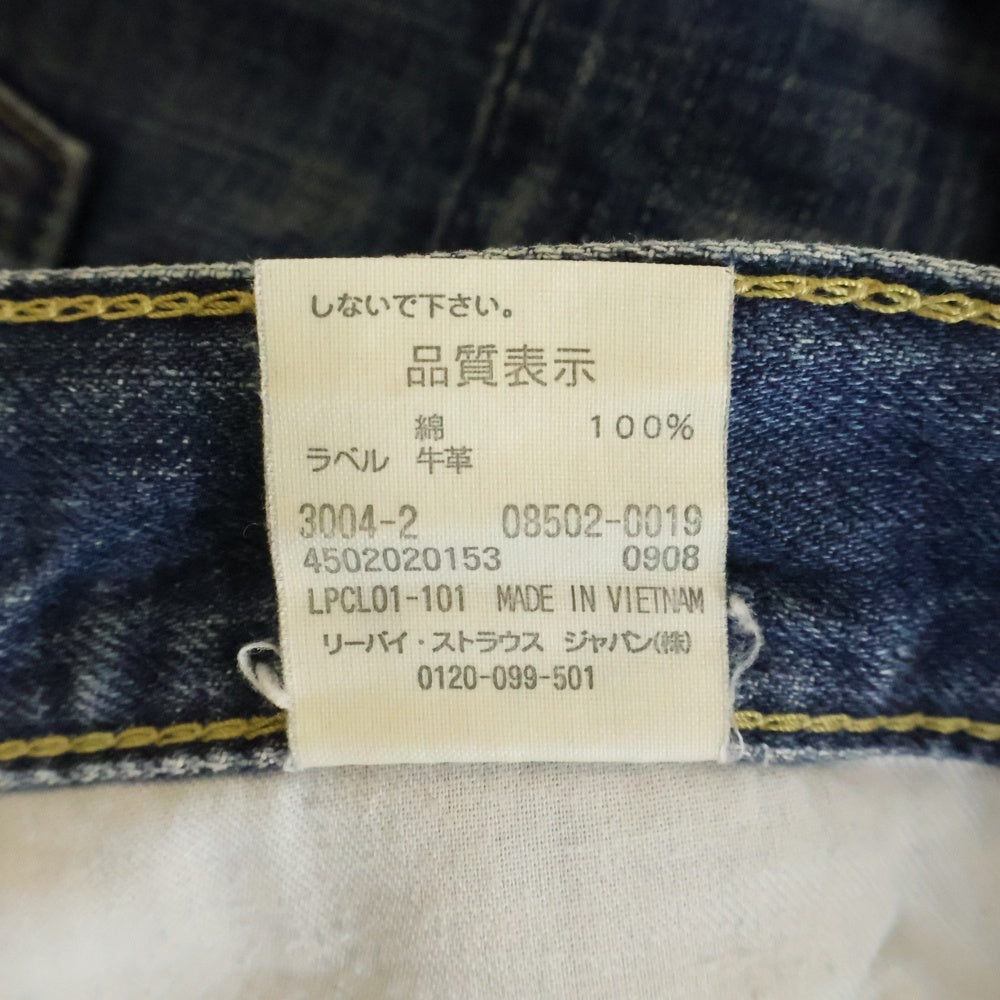 しないで下さい。
品質表示
綿 100%
ラベル 牛革
3004-2 08502-0019
4502020153 0908
LPCL01-101 MADE IN VIETNAM
リーバイ・ストラウス ジャパン(株)
0120-099-501